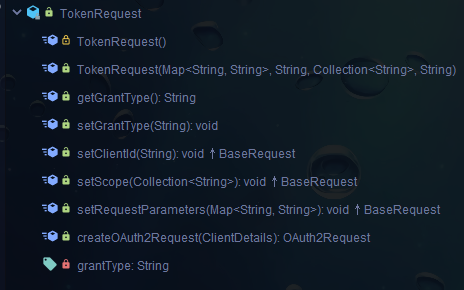 TokenRequest
TokenRequest()
TokenRequest(Map<String, String>, String, Collection<String>, String)
getGrantType(): String
setGrantType(String): void
setClientId(String): void ↑ BaseRequest
setScope(Collection<String>): void ↑ BaseRequest
setRequestParameters(Map<String, String>): void ↑ BaseRequest
createOAuth2Request(ClientDetails): OAuth2Request
grantType: String